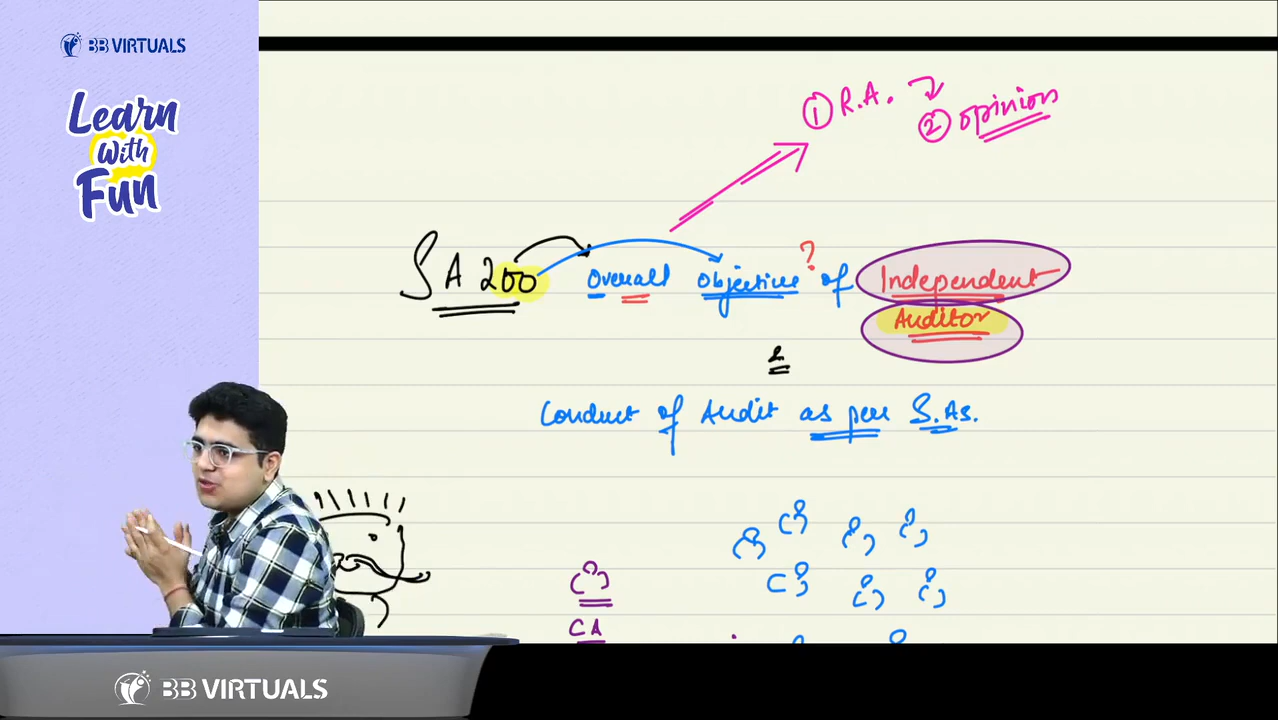 BB VIRTUALS
Learn
with
Fun
① R.A.
② opinion
SA 200 Overall Objective ? of Independent
Auditor
&
Conduct of Audit as per S.As.
CA
BB VIRTUALS